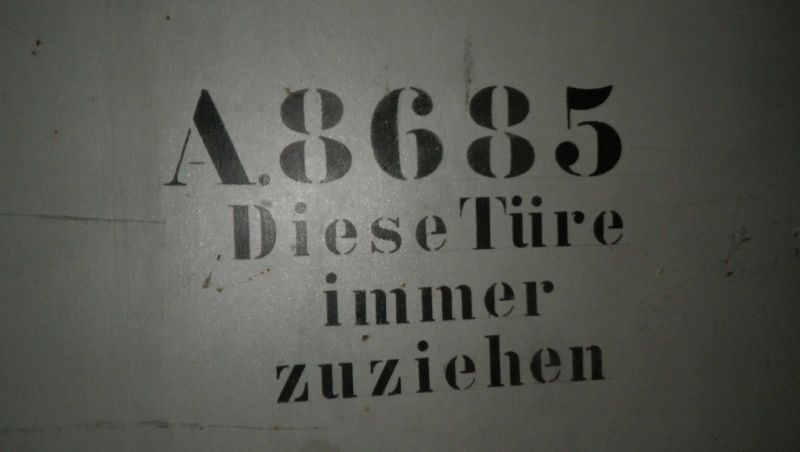 A.8685
Diese Türe
immer
zuziehen